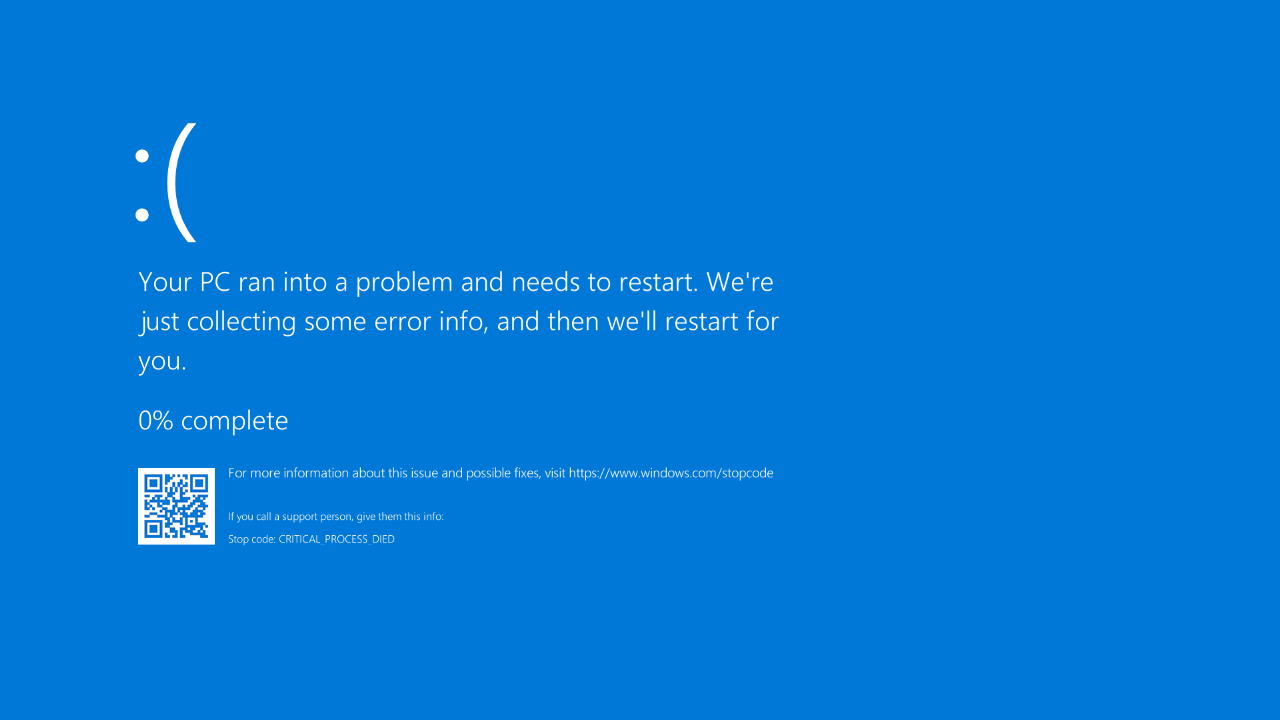 :(
Your PC ran into a problem and needs to restart. We're
just collecting some error info, and then we'll restart for
you.
0% complete
For more information about this issue and possible fixes, visit https://www.windows.com/stopcode
If you call a support person, give them this info:
Stop code: CRITICAL_PROCESS_DIED